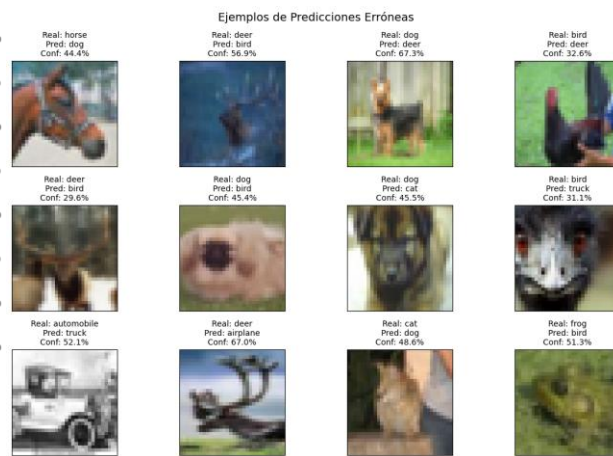 Ejemplos de Predicciones Erróneas
Real: horse
Pred: dog
Conf: 44.4%
Real: deer
Pred: bird
Conf: 56.9%
Real: dog
Pred: deer
Conf: 67.3%
Real: bird
Pred: deer
Conf: 32.6%
Real: deer
Pred: bird
Conf: 29.6%
Real: dog
Pred: bird
Conf: 45.4%
Real: dog
Pred: cat
Conf: 45.5%
Real: bird
Pred: truck
Conf: 31.1%
Real: automobile
Pred: truck
Conf: 52.1%
Real: deer
Pred: airplane
Conf: 67.0%
Real: cat
Pred: dog
Conf: 48.6%
Real: frog
Pred: bird
Conf: 51.3%